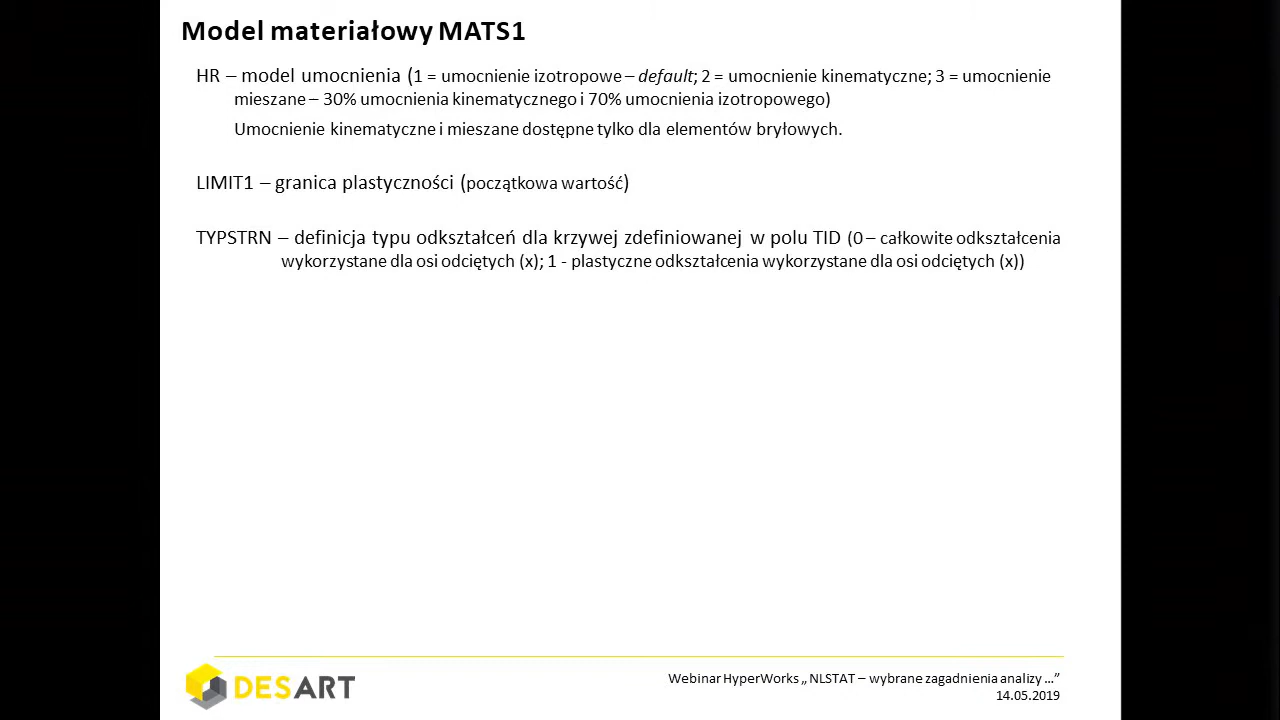 Model materiałowy MATS1
HR – model umocnienia (1 = umocnienie izotropowe – default; 2 = umocnienie kinematyczne; 3 = umocnienie
mieszane – 30% umocnienia kinematycznego i 70% umocnienia izotropowego)
Umocnienie kinematyczne i mieszane dostępne tylko dla elementów bryłowych.
LIMIT1 – granica plastyczności (początkowa wartość)
TYPSTRN – definicja typu odkształceń dla krzywej zdefiniowanej w polu TID (0 – całkowite odkształcenia
wykorzystane dla osi odciętych (x); 1 - plastyczne odkształcenia wykorzystane dla osi odciętych (x))
DESART
Webinar HyperWorks „ NLSTAT – wybrane zagadnienia analizy …”
14.05.2019